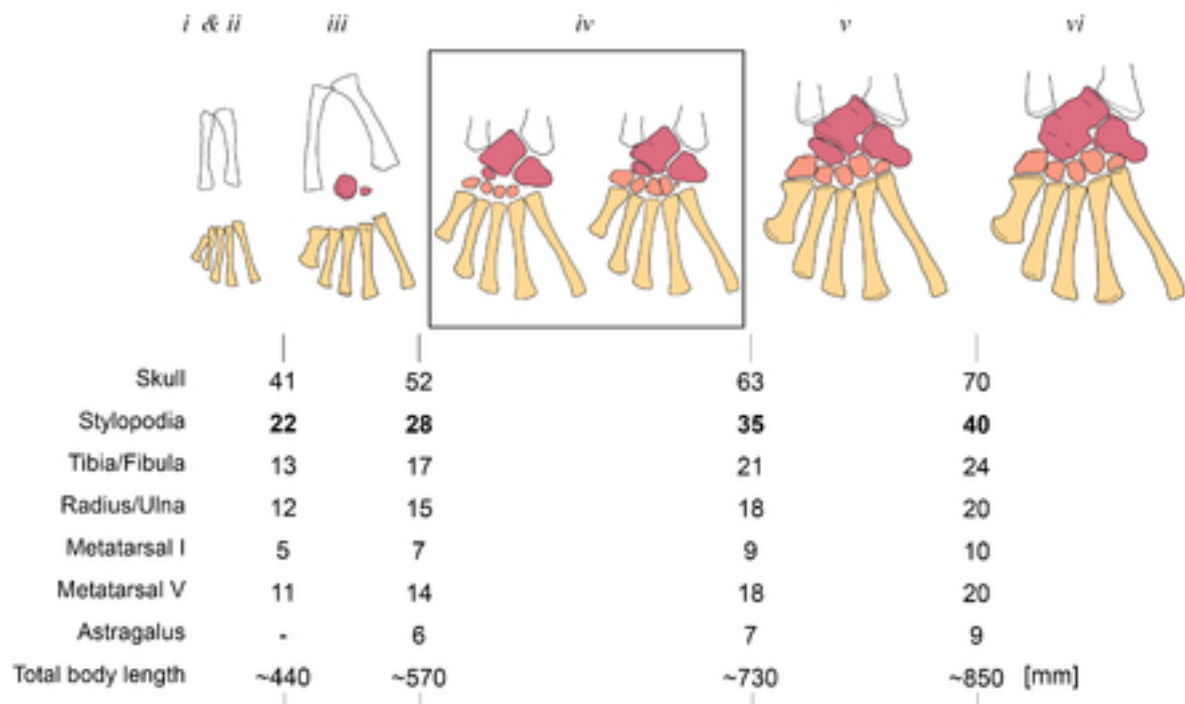 i & ii iii iv v vi
Skull 41 52 63 70
Stylopodia 22 28 35 40
Tibia/Fibula 13 17 21 24
Radius/Ulna 12 15 18 20
Metatarsal I 5 7 9 10
Metatarsal V 11 14 18 20
Astragalus - 6 7 9
Total body length ~440 ~570 ~730 ~850 [mm]